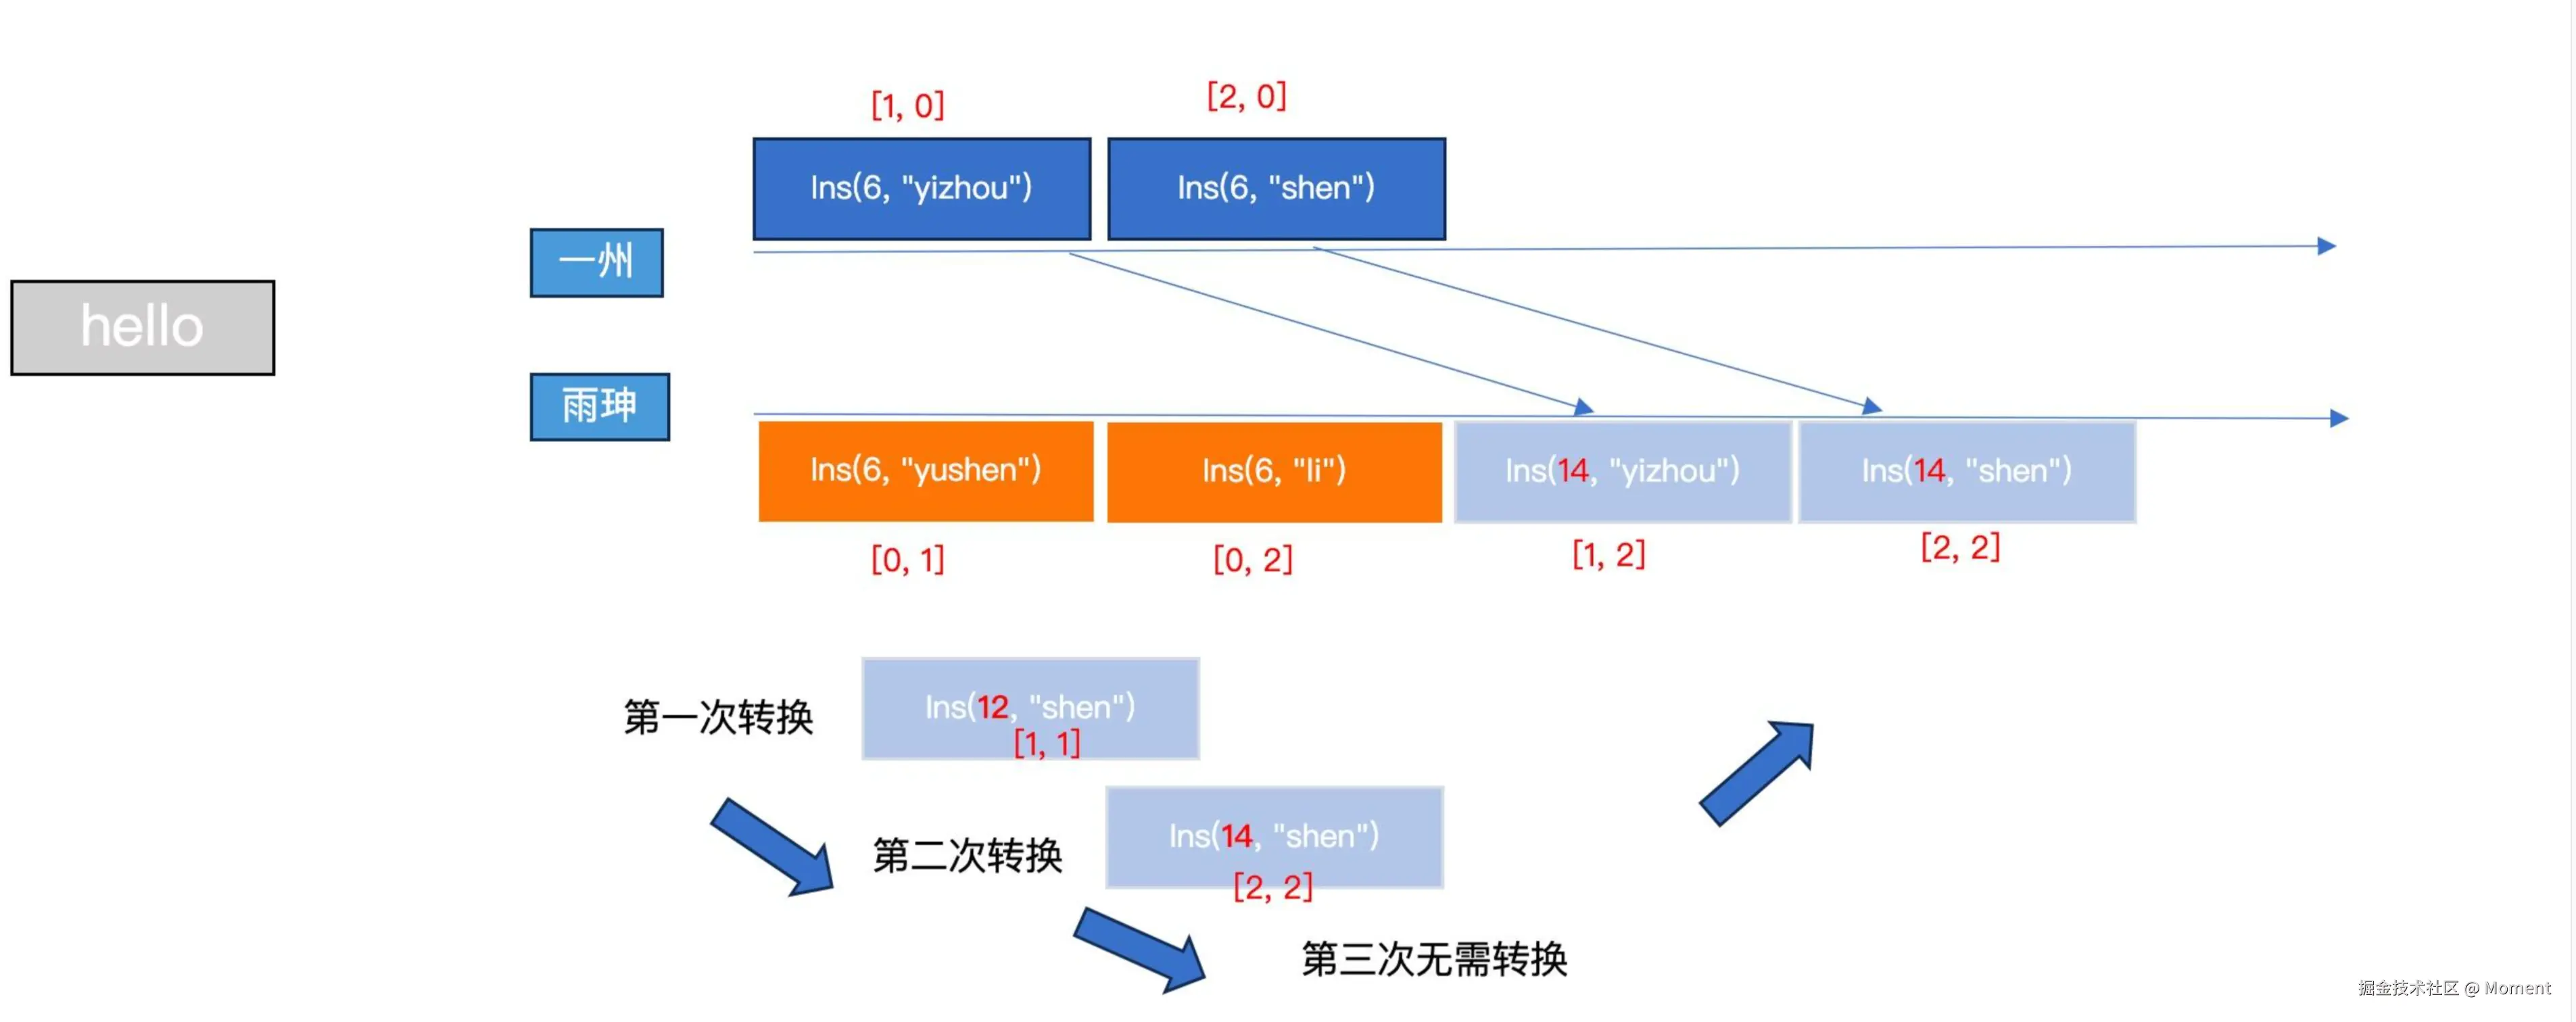 [1, 0]
[2, 0]
Ins(6, "yizhou")
Ins(6, "shen")
一州
hello
雨珅
Ins(6, "yushen")
Ins(6, "li")
Ins(14, "yizhou")
Ins(14, "shen")
[0, 1]
[0, 2]
[1, 2]
[2, 2]
第一次转换
Ins(12, "shen")
[1, 1]
第二次转换
Ins(14, "shen")
[2, 2]
第三次无需转换
掘金技术社区 @ Moment